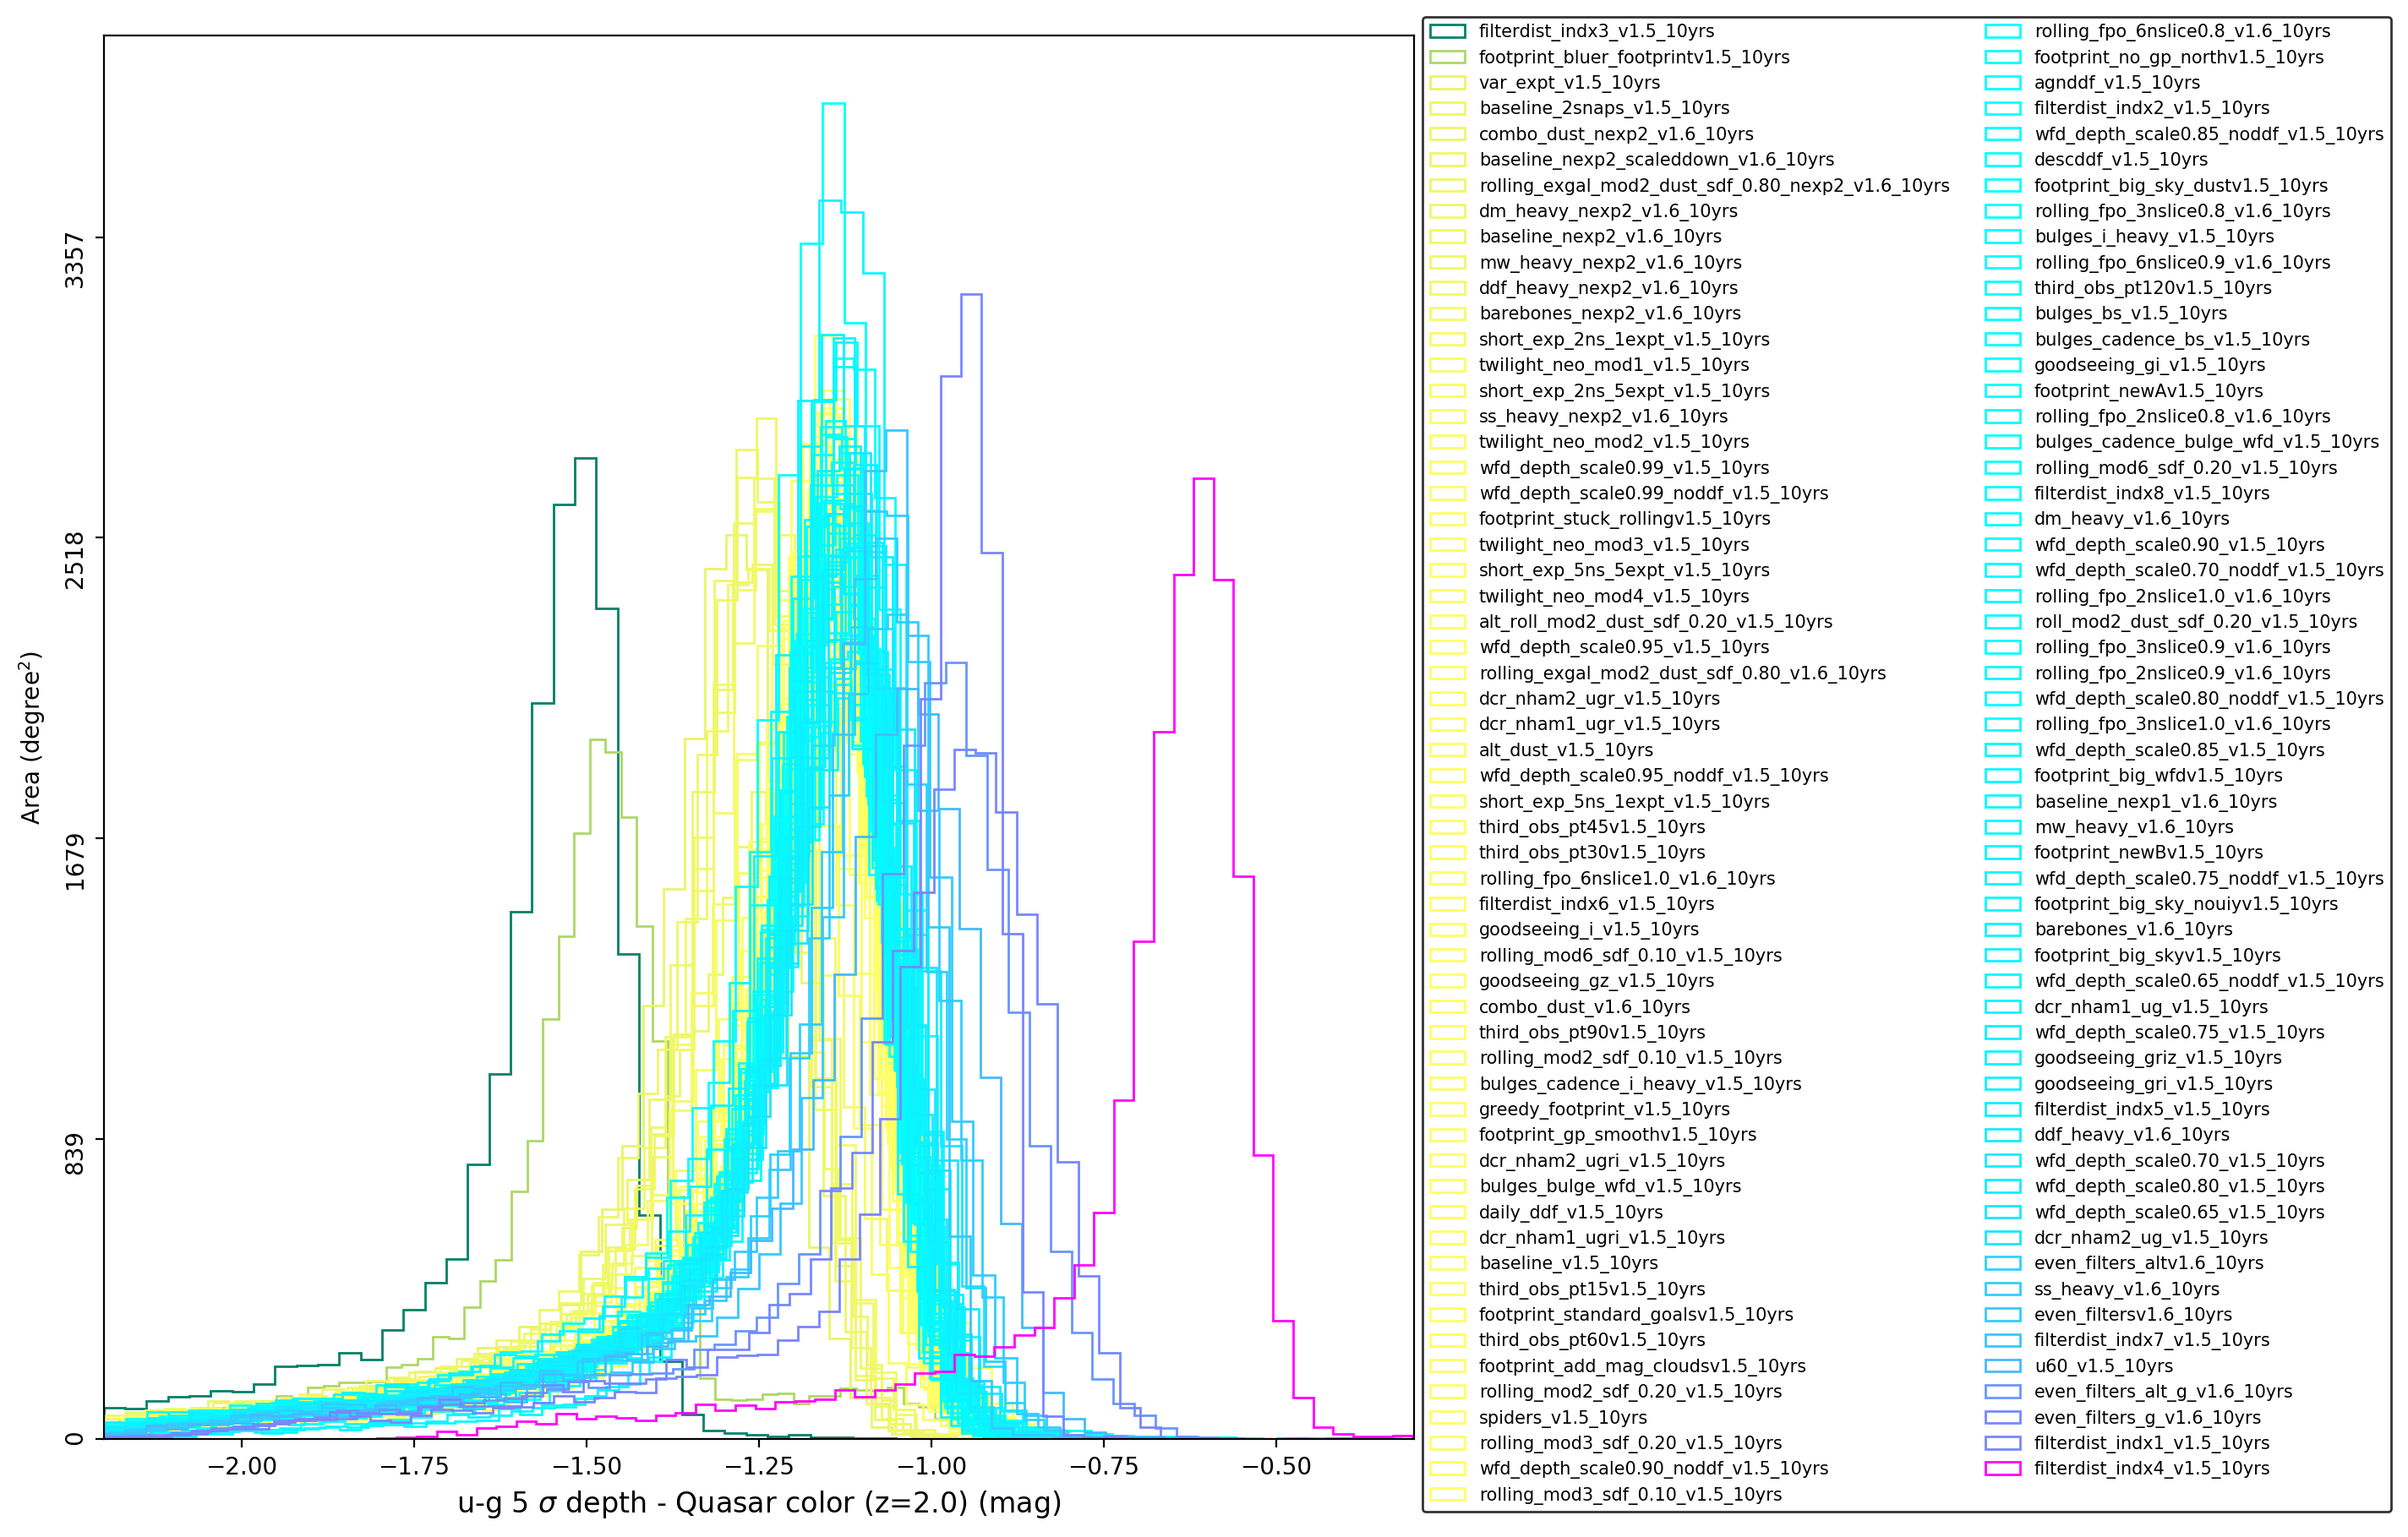 3357
2518
1679
839
0
Area (degree²)
−2.00
−1.75
−1.50
−1.25
−1.00
−0.75
−0.50
u-g 5 σ depth - Quasar color (z=2.0) (mag)
filterdist_indx3_v1.5_10yrs
footprint_bluer_footprintv1.5_10yrs
var_expt_v1.5_10yrs
baseline_2snaps_v1.5_10yrs
combo_dust_nexp2_v1.6_10yrs
baseline_nexp2_scaleddown_v1.6_10yrs
rolling_exgal_mod2_dust_sdf_0.80_nexp2_v1.6_10yrs
dm_heavy_nexp2_v1.6_10yrs
baseline_nexp2_v1.6_10yrs
mw_heavy_nexp2_v1.6_10yrs
ddf_heavy_nexp2_v1.6_10yrs
barebones_nexp2_v1.6_10yrs
short_exp_2ns_1expt_v1.5_10yrs
twilight_neo_mod1_v1.5_10yrs
short_exp_2ns_5expt_v1.5_10yrs
ss_heavy_nexp2_v1.6_10yrs
twilight_neo_mod2_v1.5_10yrs
wfd_depth_scale0.99_v1.5_10yrs
wfd_depth_scale0.99_noddf_v1.5_10yrs
footprint_stuck_rollingv1.5_10yrs
twilight_neo_mod3_v1.5_10yrs
short_exp_5ns_5expt_v1.5_10yrs
twilight_neo_mod4_v1.5_10yrs
alt_roll_mod2_dust_sdf_0.20_v1.5_10yrs
wfd_depth_scale0.95_v1.5_10yrs
rolling_exgal_mod2_dust_sdf_0.80_v1.6_10yrs
dcr_nham2_ugr_v1.5_10yrs
dcr_nham1_ugr_v1.5_10yrs
alt_dust_v1.5_10yrs
wfd_depth_scale0.95_noddf_v1.5_10yrs
short_exp_5ns_1expt_v1.5_10yrs
third_obs_pt45v1.5_10yrs
third_obs_pt30v1.5_10yrs
rolling_fpo_6nslice1.0_v1.6_10yrs
filterdist_indx6_v1.5_10yrs
goodseeing_i_v1.5_10yrs
rolling_mod6_sdf_0.10_v1.5_10yrs
goodseeing_gz_v1.5_10yrs
combo_dust_v1.6_10yrs
third_obs_pt90v1.5_10yrs
rolling_mod2_sdf_0.10_v1.5_10yrs
bulges_cadence_i_heavy_v1.5_10yrs
greedy_footprint_v1.5_10yrs
footprint_gp_smoothv1.5_10yrs
dcr_nham2_ugri_v1.5_10yrs
bulges_bulge_wfd_v1.5_10yrs
daily_ddf_v1.5_10yrs
dcr_nham1_ugri_v1.5_10yrs
baseline_v1.5_10yrs
third_obs_pt15v1.5_10yrs
footprint_standard_goalsv1.5_10yrs
third_obs_pt60v1.5_10yrs
footprint_add_mag_cloudsv1.5_10yrs
rolling_mod2_sdf_0.20_v1.5_10yrs
spiders_v1.5_10yrs
rolling_mod3_sdf_0.20_v1.5_10yrs
wfd_depth_scale0.90_noddf_v1.5_10yrs
rolling_mod3_sdf_0.10_v1.5_10yrs
rolling_fpo_6nslice0.8_v1.6_10yrs
footprint_no_gp_northv1.5_10yrs
agnddf_v1.5_10yrs
filterdist_indx2_v1.5_10yrs
wfd_depth_scale0.85_noddf_v1.5_10yrs
descddf_v1.5_10yrs
footprint_big_sky_dustv1.5_10yrs
rolling_fpo_3nslice0.8_v1.6_10yrs
bulges_i_heavy_v1.5_10yrs
rolling_fpo_6nslice0.9_v1.6_10yrs
third_obs_pt120v1.5_10yrs
bulges_bs_v1.5_10yrs
bulges_cadence_bs_v1.5_10yrs
goodseeing_gi_v1.5_10yrs
footprint_newAv1.5_10yrs
rolling_fpo_2nslice0.8_v1.6_10yrs
bulges_cadence_bulge_wfd_v1.5_10yrs
rolling_mod6_sdf_0.20_v1.5_10yrs
filterdist_indx8_v1.5_10yrs
dm_heavy_v1.6_10yrs
wfd_depth_scale0.90_v1.5_10yrs
wfd_depth_scale0.70_noddf_v1.5_10yrs
rolling_fpo_2nslice1.0_v1.6_10yrs
roll_mod2_dust_sdf_0.20_v1.5_10yrs
rolling_fpo_3nslice0.9_v1.6_10yrs
rolling_fpo_2nslice0.9_v1.6_10yrs
wfd_depth_scale0.80_noddf_v1.5_10yrs
rolling_fpo_3nslice1.0_v1.6_10yrs
wfd_depth_scale0.85_v1.5_10yrs
footprint_big_wfdv1.5_10yrs
baseline_nexp1_v1.6_10yrs
mw_heavy_v1.6_10yrs
footprint_newBv1.5_10yrs
wfd_depth_scale0.75_noddf_v1.5_10yrs
footprint_big_sky_nouiyv1.5_10yrs
barebones_v1.6_10yrs
footprint_big_skyv1.5_10yrs
wfd_depth_scale0.65_noddf_v1.5_10yrs
dcr_nham1_ug_v1.5_10yrs
wfd_depth_scale0.75_v1.5_10yrs
goodseeing_griz_v1.5_10yrs
goodseeing_gri_v1.5_10yrs
filterdist_indx5_v1.5_10yrs
ddf_heavy_v1.6_10yrs
wfd_depth_scale0.70_v1.5_10yrs
wfd_depth_scale0.80_v1.5_10yrs
wfd_depth_scale0.65_v1.5_10yrs
dcr_nham2_ug_v1.5_10yrs
even_filters_altv1.6_10yrs
ss_heavy_v1.6_10yrs
even_filtersv1.6_10yrs
filterdist_indx7_v1.5_10yrs
u60_v1.5_10yrs
even_filters_alt_g_v1.6_10yrs
even_filters_g_v1.6_10yrs
filterdist_indx1_v1.5_10yrs
filterdist_indx4_v1.5_10yrs